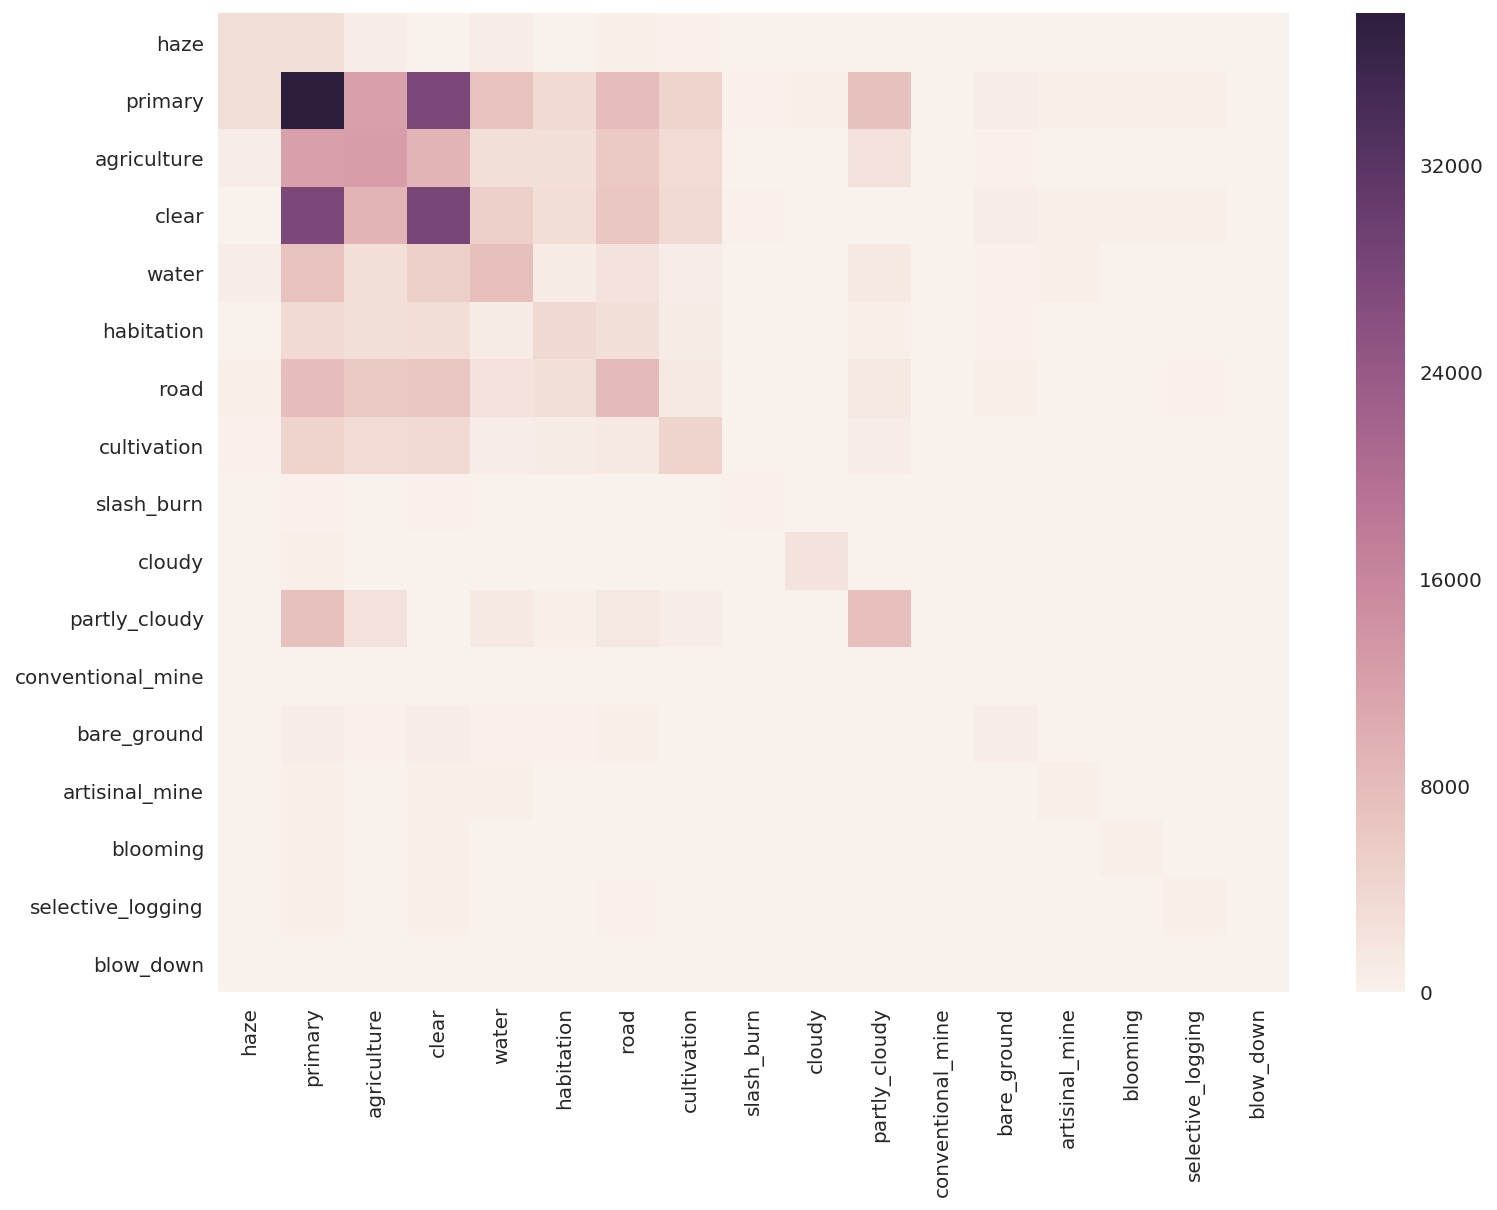 haze
primary
agriculture
clear
water
habitation
road
cultivation
slash_burn
cloudy
partly_cloudy
conventional_mine
bare_ground
artisinal_mine
blooming
selective_logging
blow_down
haze
primary
agriculture
clear
water
habitation
road
cultivation
slash_burn
cloudy
partly_cloudy
conventional_mine
bare_ground
artisinal_mine
blooming
selective_logging
blow_down
32000
24000
16000
8000
0